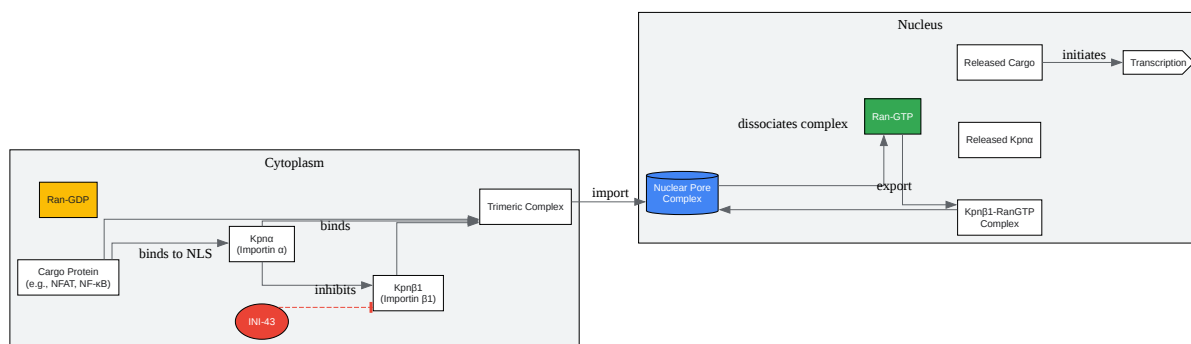 Nucleus
Released Cargo
initiates
Transcription
Ran-GTP
dissociates complex
Released Kpnα
Cytoplasm
Nuclear Pore
Complex
export
Ran-GDP
import
Trimeric Complex
Kpnβ1-RanGTP
Complex
binds
Kpnα
(Importin α)
binds to NLS
Cargo Protein
(e.g., NFAT, NF-κB)
inhibits
Kpnβ1
(Importin β1)
INI-43